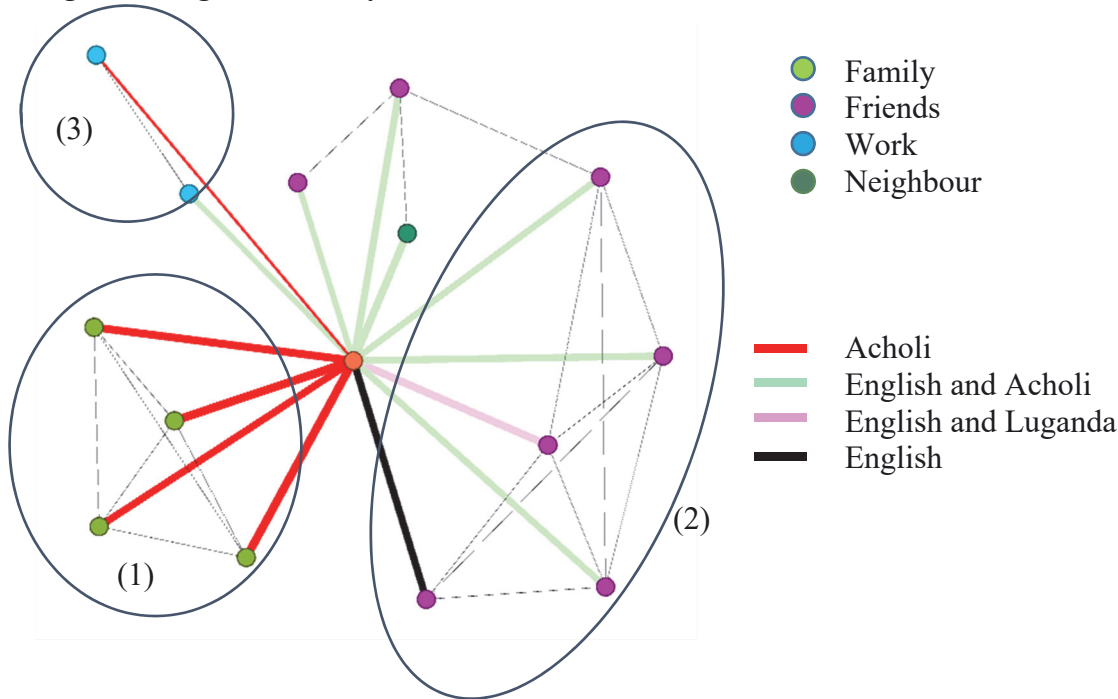 (3)
(1)
(2)
Family
Friends
Work
Neighbour
Acholi
English and Acholi
English and Luganda
English